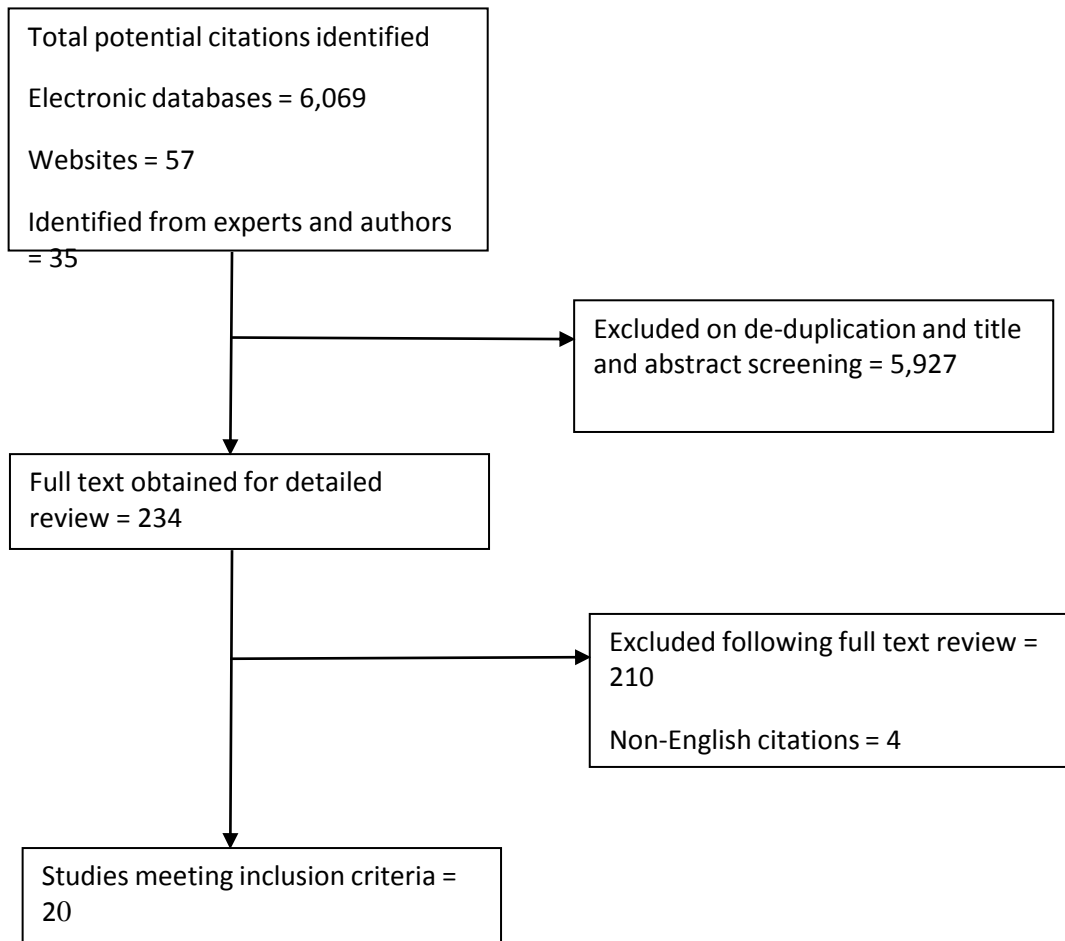 Total potential citations identified
Electronic databases = 6,069
Websites = 57
Identified from experts and authors
= 35
Excluded on de-duplication and title
and abstract screening = 5,927
Full text obtained for detailed
review = 234
Excluded following full text review =
210
Non-English citations = 4
Studies meeting inclusion criteria =
20